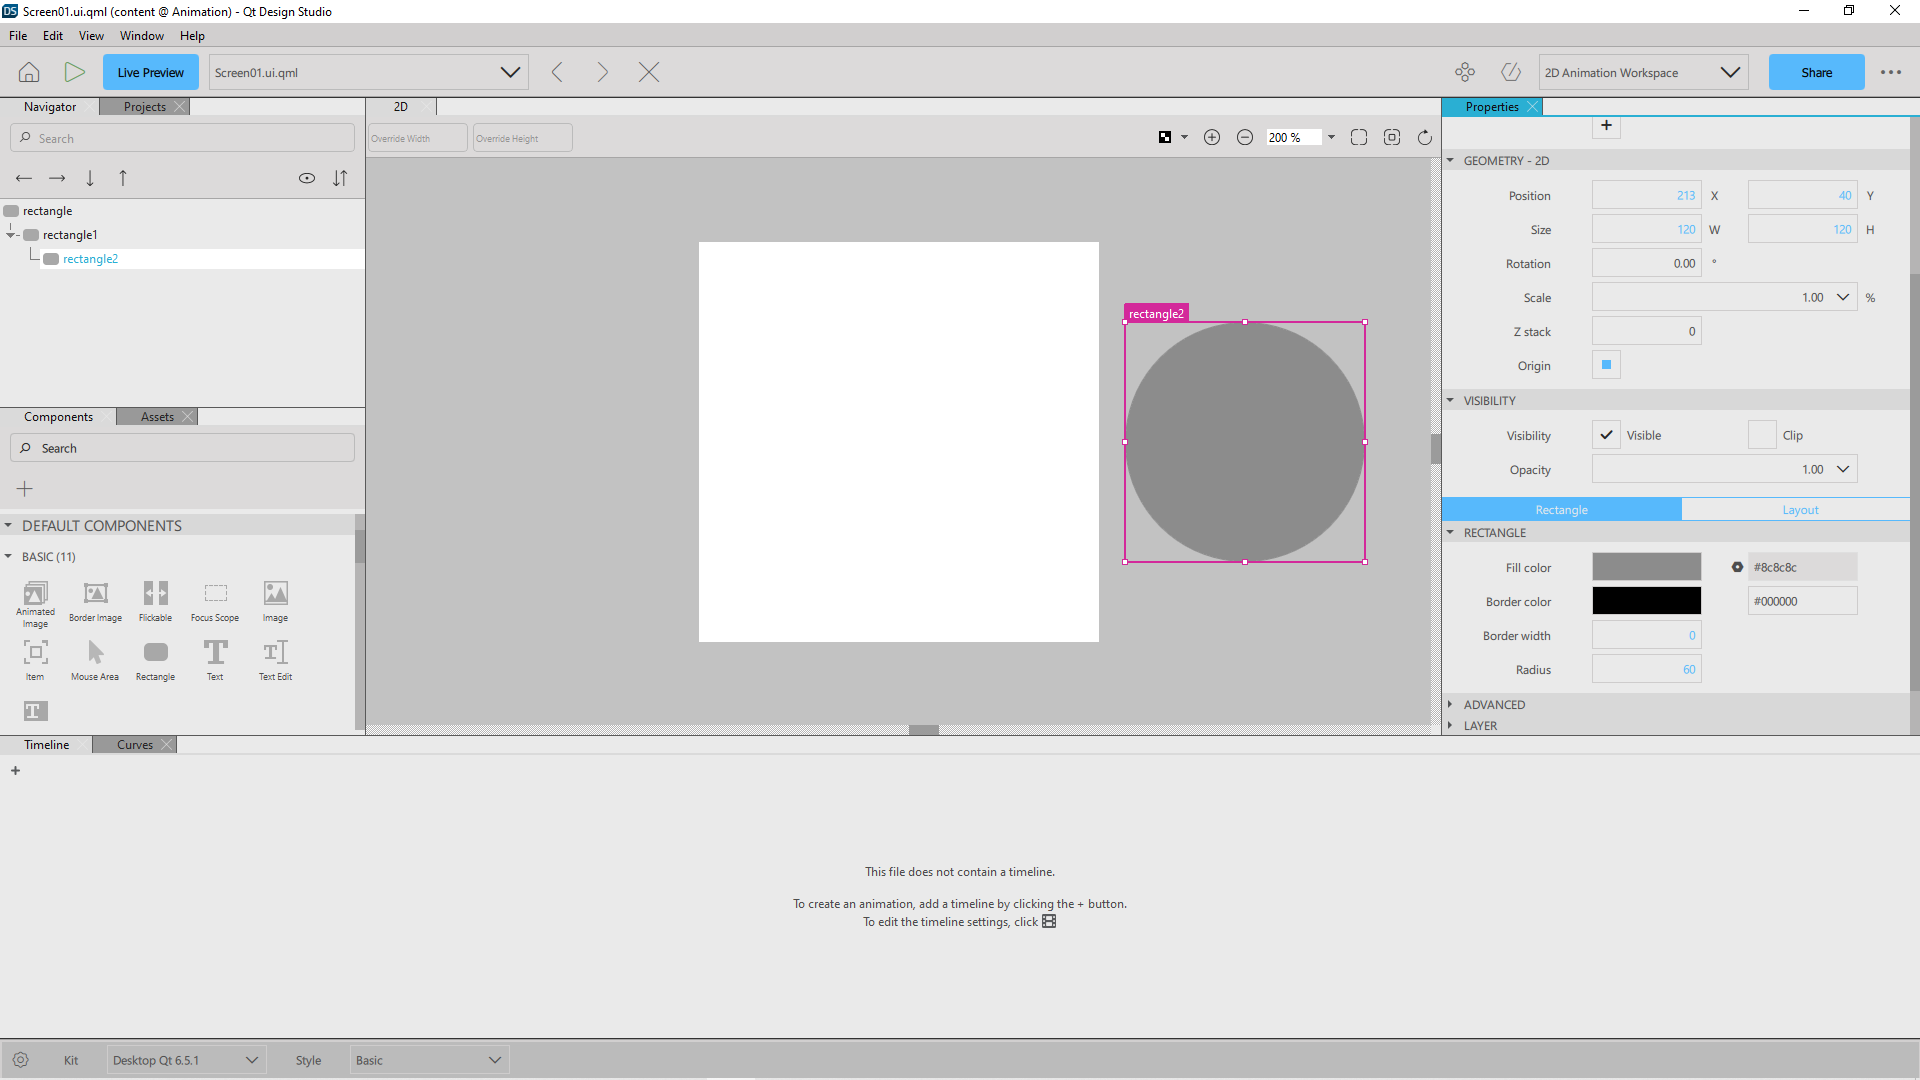 DS Screen01.ui.qml (content @ Animation) - Qt Design Studio
File Edit View Window Help
Live Preview Screen01.ui.qml 2D Animation Workspace Share
Navigator Projects
Search
rectangle
rectangle1
rectangle2
Components Assets
Search
DEFAULT COMPONENTS
BASIC (11)
Animated Image
Border Image
Flickable
Focus Scope
Image
Item
Mouse Area
Rectangle
Text
Text Edit
2D
Override Width Override Height 200 %
rectangle2
Properties
GEOMETRY - 2D
Position 213 X 40 Y
Size 120 W 120 H
Rotation 0.00 °
Scale 1.00 %
Z stack 0
Origin
VISIBILITY
Visibility Visible Clip
Opacity 1.00
Rectangle Layout
RECTANGLE
Fill color #8c8c8c
Border color #000000
Border width 0
Radius 60
ADVANCED
LAYER
Timeline Curves
This file does not contain a timeline.
To create an animation, add a timeline by clicking the + button.
To edit the timeline settings, click
Kit Desktop Qt 6.5.1 Style Basic